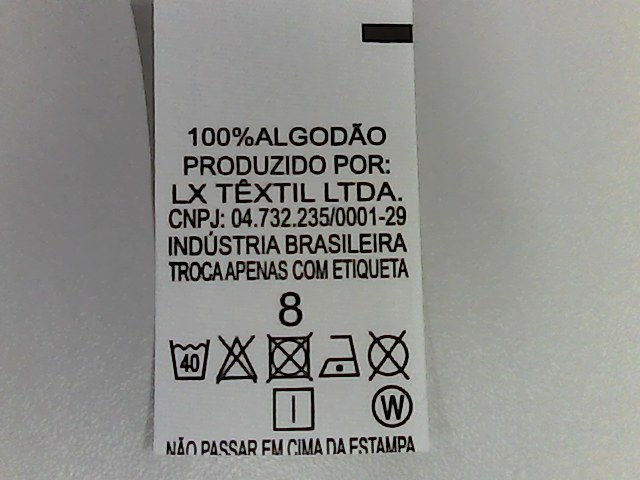 100%ALGODÃO
PRODUZIDO POR:
LX TÊXTIL LTDA.
CNPJ: 04.732.235/0001-29
INDÚSTRIA BRASILEIRA
TROCA APENAS COM ETIQUETA
8
40
W
NÃO PASSAR EM CIMA DA ESTAMPA